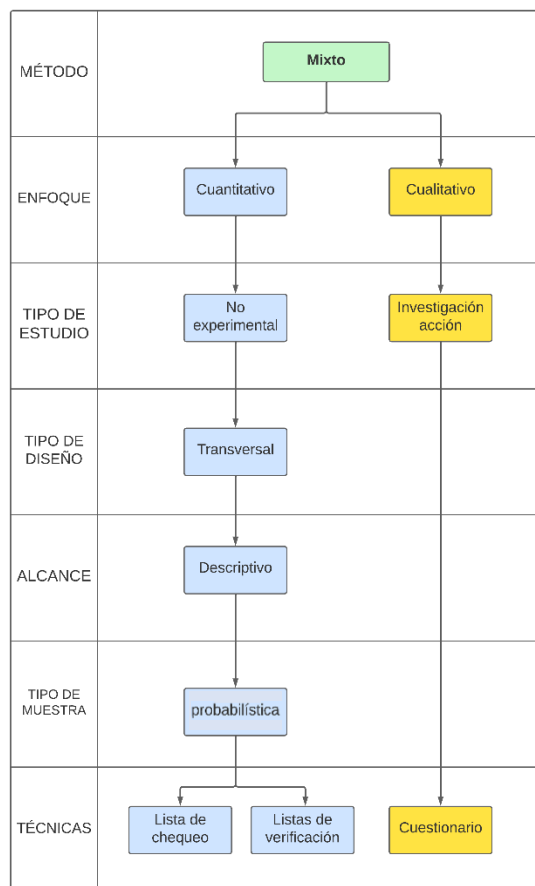 MÉTODO
Mixto
ENFOQUE
Cuantitativo
Cualitativo
TIPO DE
ESTUDIO
No
experimental
Investigación
acción
TIPO DE
DISEÑO
Transversal
ALCANCE
Descriptivo
TIPO DE
MUESTRA
probabilística
TÉCNICAS
Lista de
chequeo
Listas de
verificación
Cuestionario